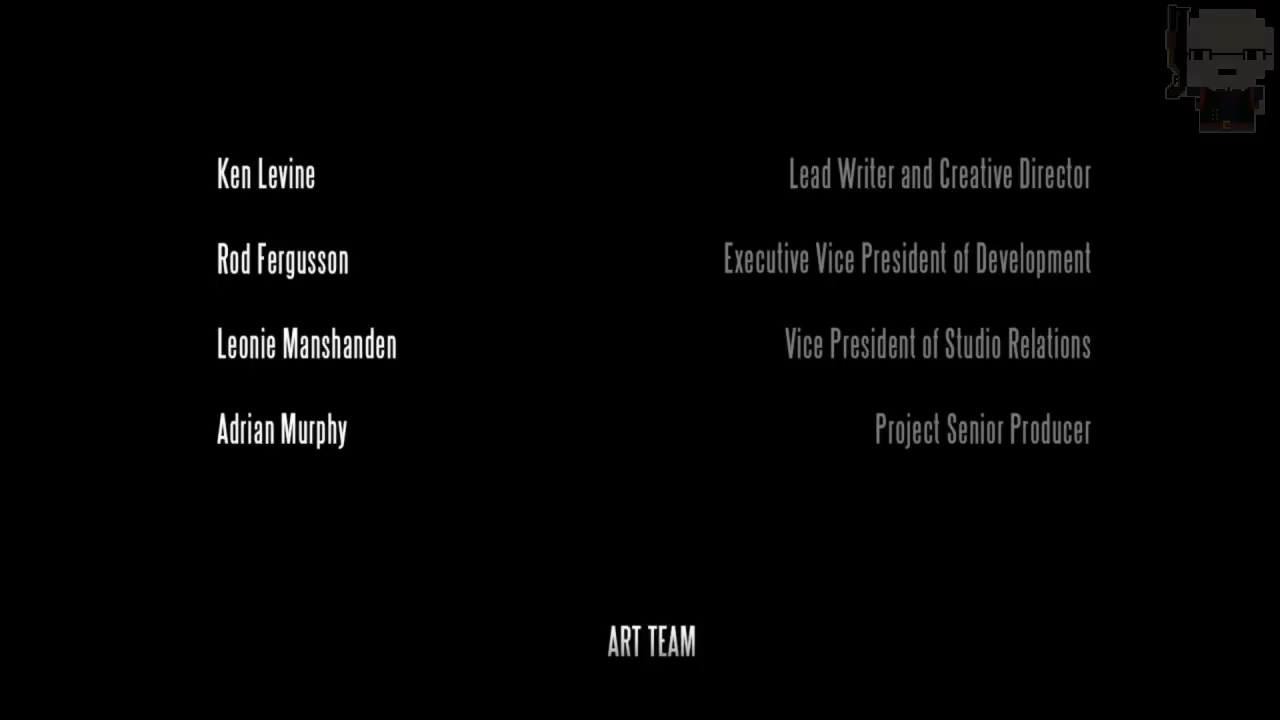 Ken Levine Lead Writer and Creative Director
Rod Fergusson Executive Vice President of Development
Leonie Manshanden Vice President of Studio Relations
Adrian Murphy Project Senior Producer
ART TEAM